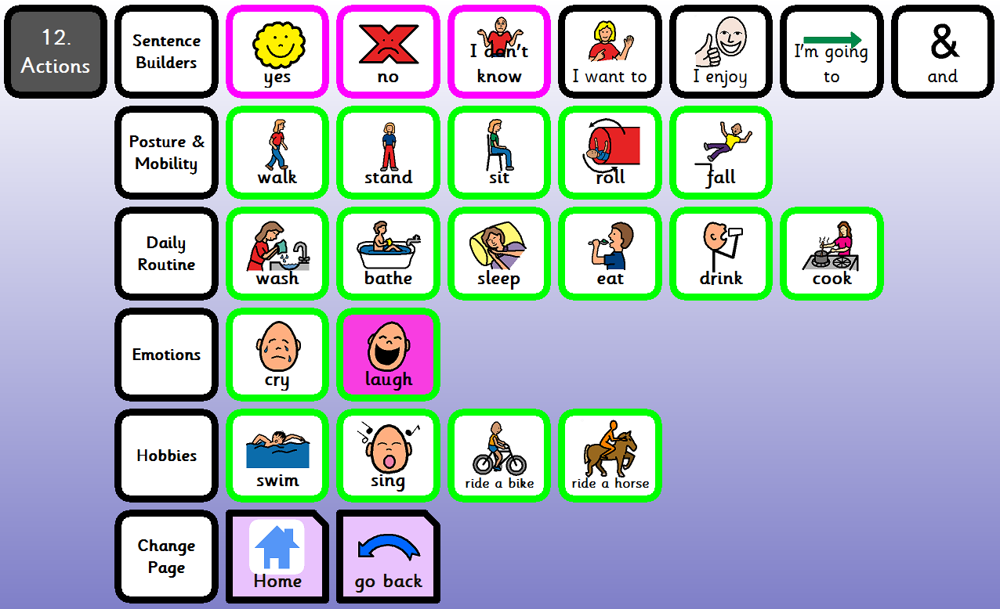 12.
Actions
Sentence
Builders
yes
no
I don't
know
I want to
I enjoy
I'm going
to
&
and
Posture &
Mobility
walk
stand
sit
roll
fall
Daily
Routine
wash
bathe
sleep
eat
drink
cook
Emotions
cry
laugh
Hobbies
swim
sing
ride a bike
ride a horse
Change
Page
Home
go back